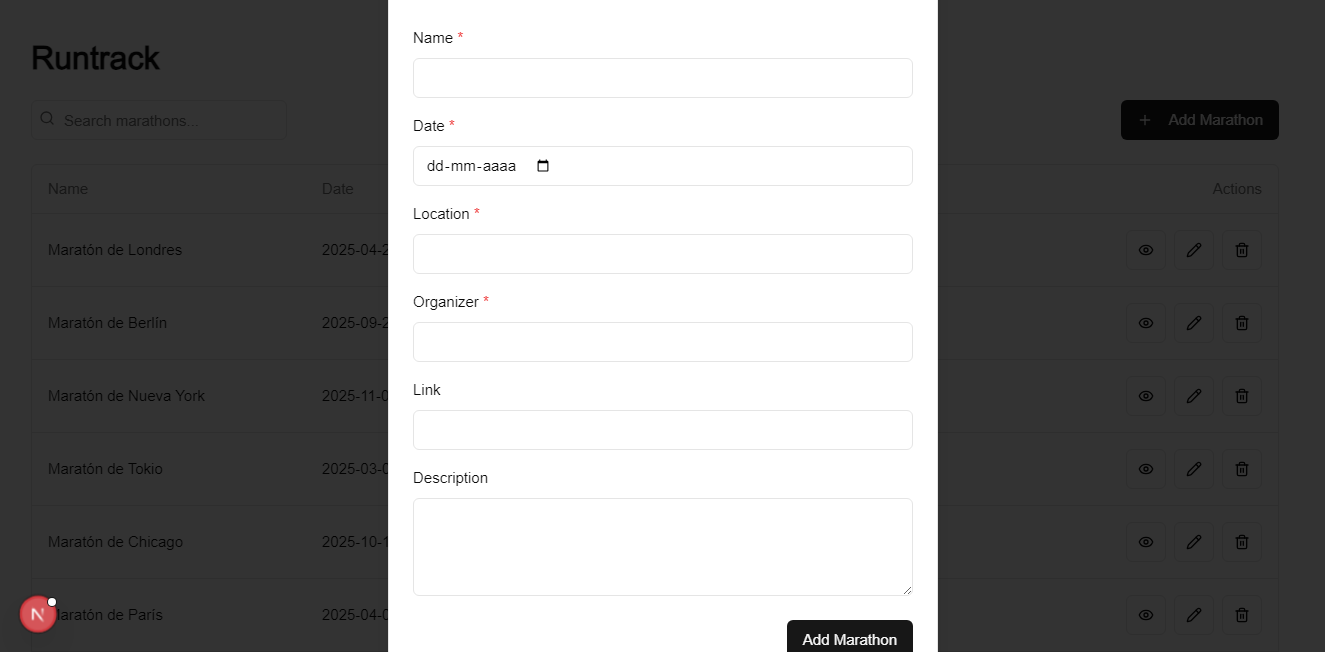 Runtrack
Search marathons...
Add Marathon
Name Date Actions
Maratón de Londres 2025-04-2
Maratón de Berlín 2025-09-2
Maratón de Nueva York 2025-11-0
Maratón de Tokio 2025-03-0
Maratón de Chicago 2025-10-1
aratón de París 2025-04-0
N
Name *
Date *
dd-mm-aaaa
Location *
Organizer *
Link
Description
Add Marathon